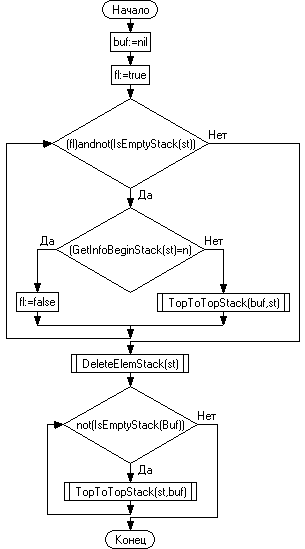 Начало
buf:=nil
fl:=true
(fl)andnot(IsEmptyStack(st))
Нет
Да
Да
Нет
(GetInfoBeginStack(st)=n)
fl:=false
TopToTopStack(buf,st)
DeleteElemStack(st)
not(IsEmptyStack(Buf))
Нет
Да
TopToTopStack(st,buf)
Конец